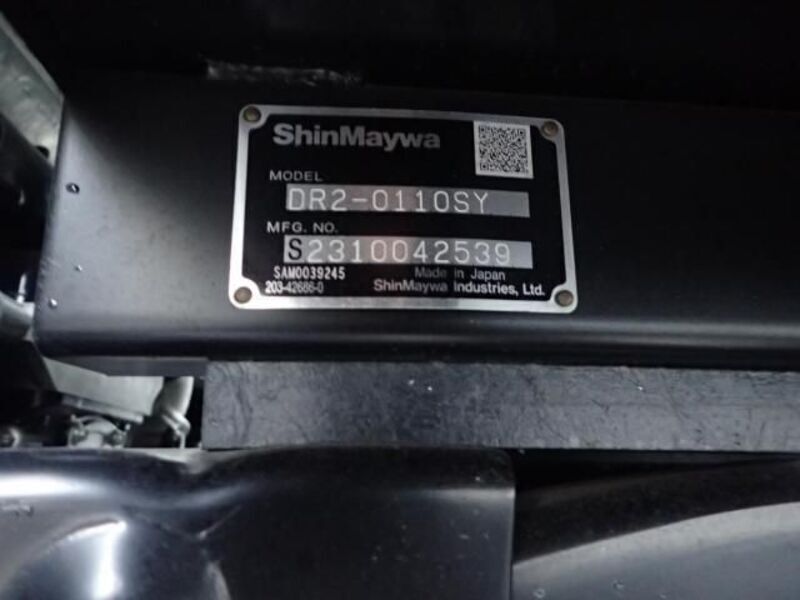 ShinMaywa
MODEL
DR2-0110SY
MFG. NO.
S2310042539
SAM0039245
Made in Japan
203-42686-0
ShinMaywa Industries, Ltd.